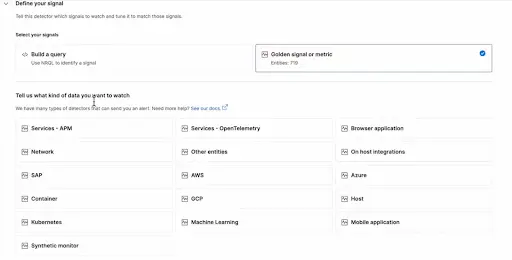 Define your signal
Tell this detector which signals to watch and tune it to match those signals.
Select your signals
Build a query
Use NRQL to identify a signal
Golden signal or metric
Entities: 719
Tell us what kind of data you want to watch
We have many types of detectors that can send you an alert. Need more help? See our docs.
Services - APM
Services - OpenTelemetry
Browser application
Network
Other entities
On host integrations
SAP
AWS
Azure
Container
GCP
Host
Kubernetes
Machine Learning
Mobile application
Synthetic monitor